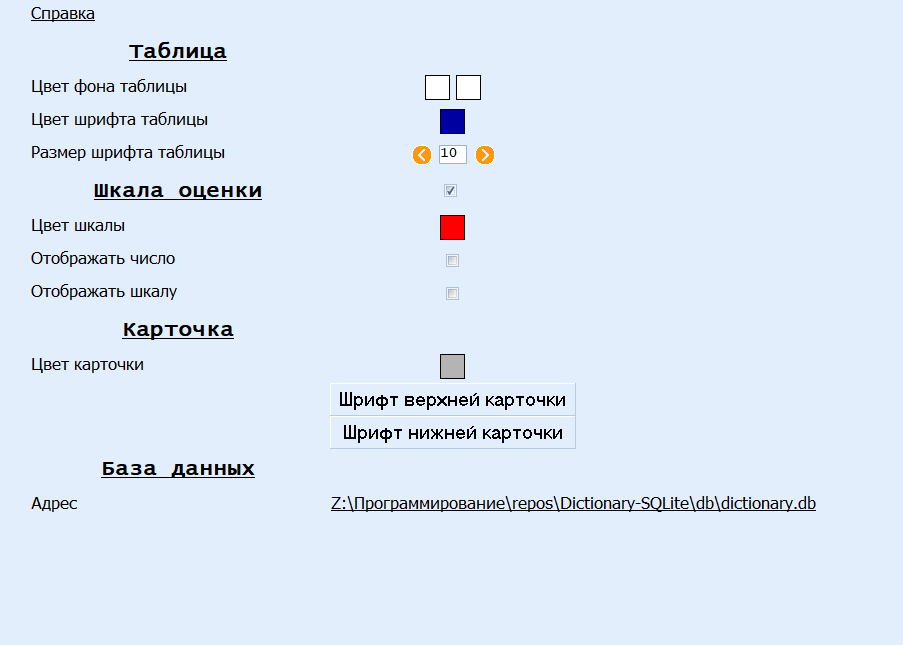 Справка
Таблица
Цвет фона таблицы
Цвет шрифта таблицы
Размер шрифта таблицы 10
Шкала оценки
Цвет шкалы
Отображать число
Отображать шкалу
Карточка
Цвет карточки
Шрифт верхней карточки
Шрифт нижней карточки
База данных
Адрес Z:\Программирование\repos\Dictionary-SQLite\db\dictionary.db